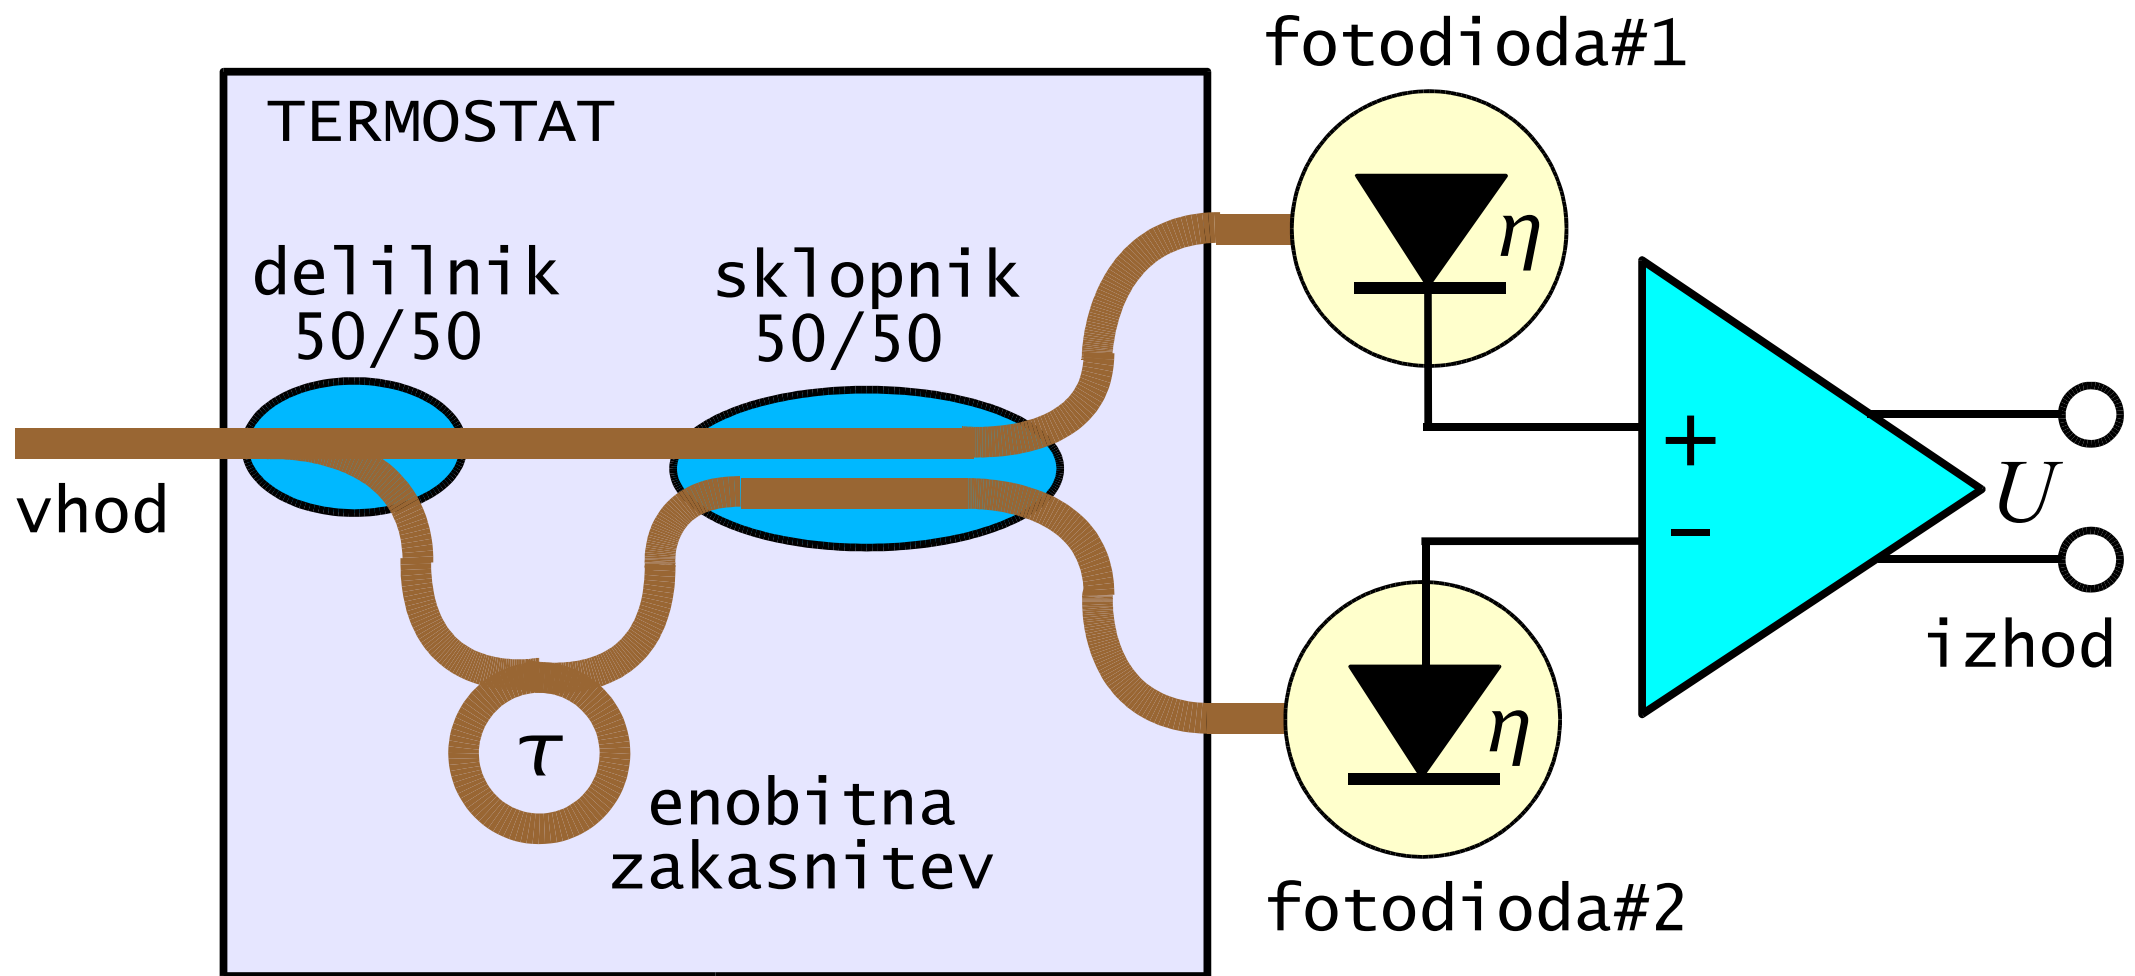 fotodioda#1
TERMOSTAT
delilnik
50/50
sklopnik
50/50
η
+
−
U
vhod
izhod
τ
η
enobitna
zakasnitev
fotodioda#2